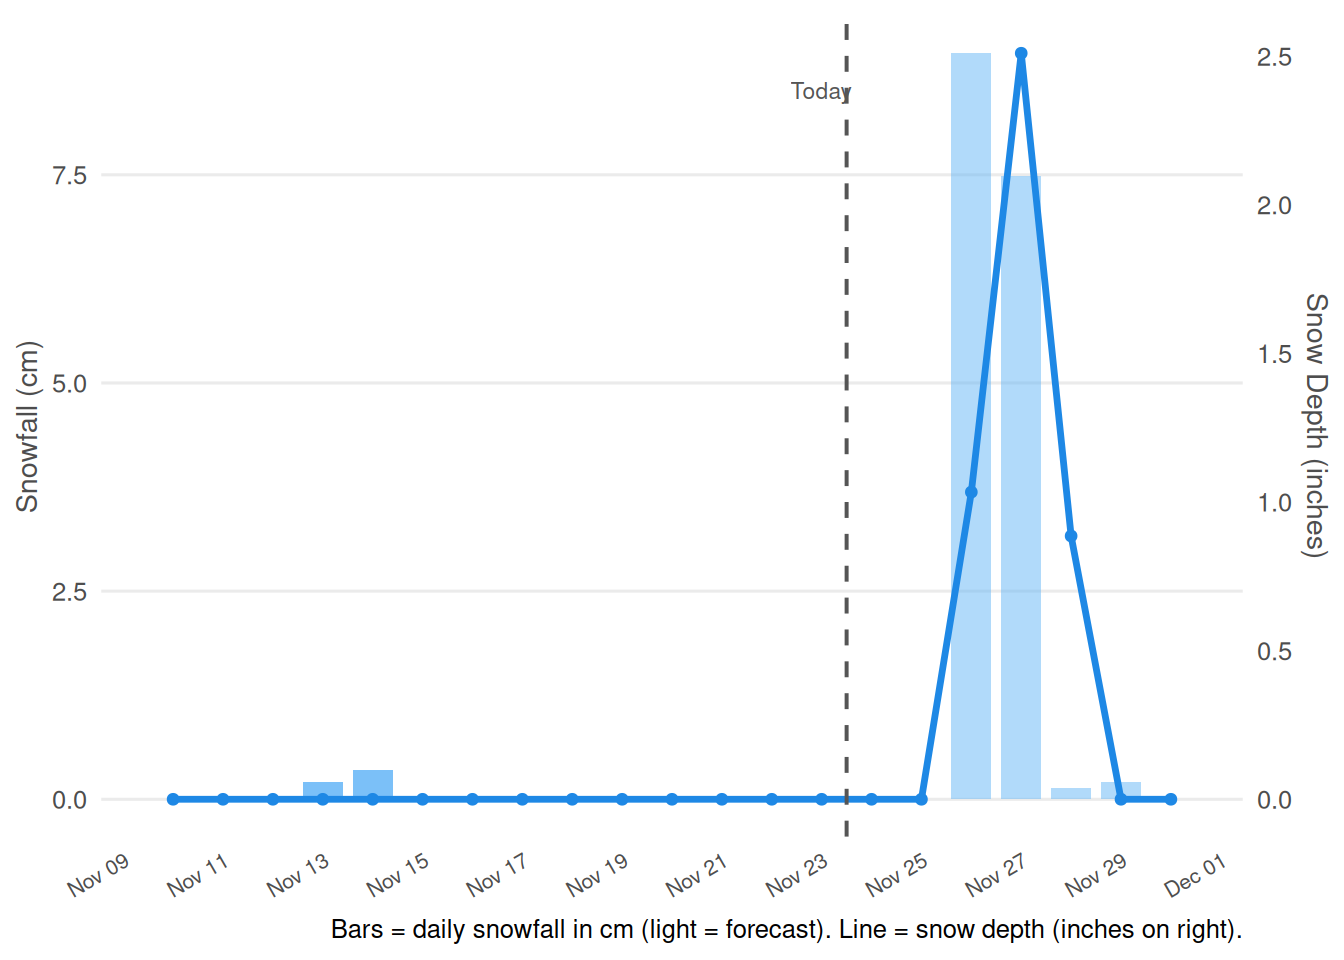 Today
Snowfall (cm)
7.5
5.0
2.5
0.0
2.5
2.0
1.5
1.0
0.5
0.0
Snow Depth (inches)
Nov 09
Nov 11
Nov 13
Nov 15
Nov 17
Nov 19
Nov 21
Nov 23
Nov 25
Nov 27
Nov 29
Dec 01
Bars = daily snowfall in cm (light = forecast). Line = snow depth (inches on right).